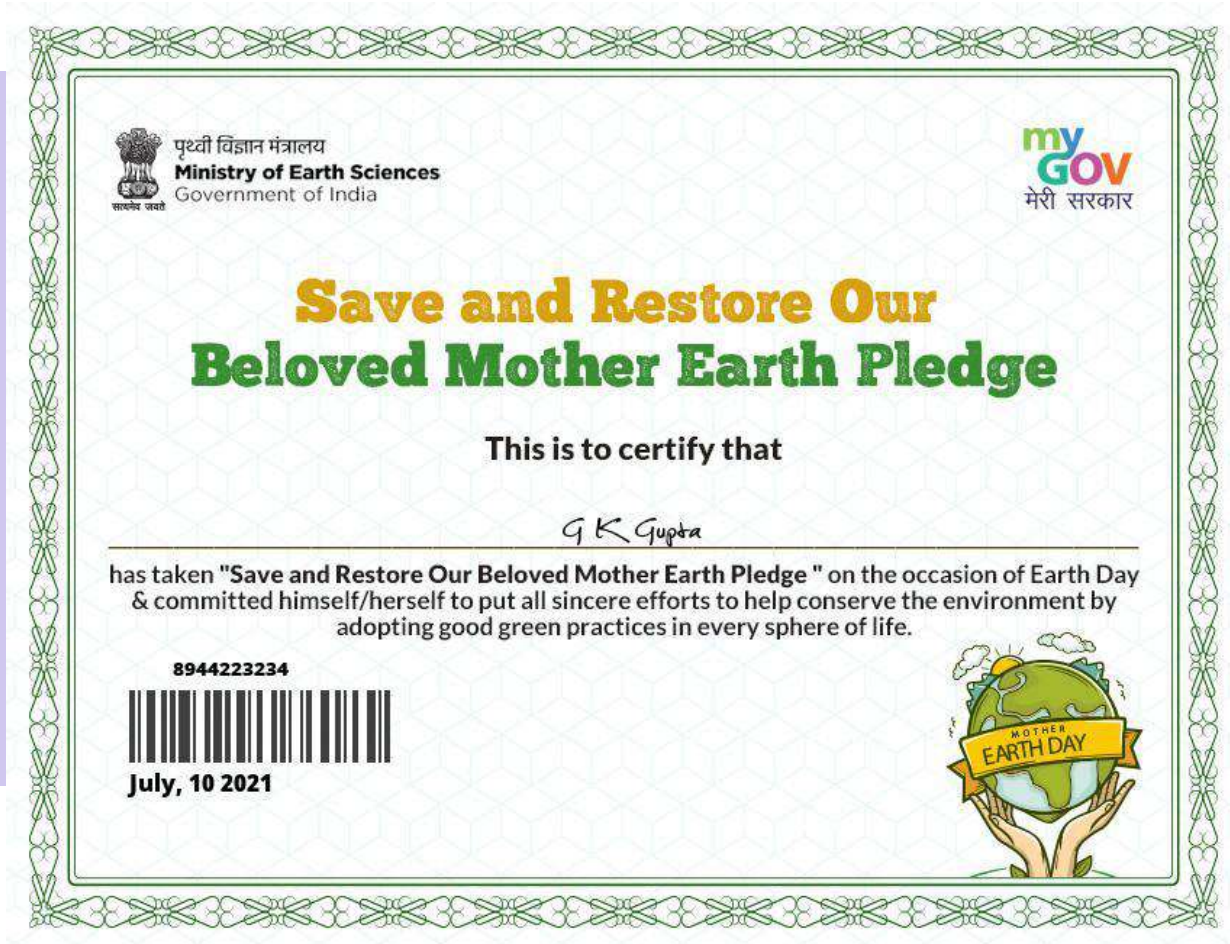 पृथ्वी विज्ञान मंत्रालय
Ministry of Earth Sciences
Government of India
सत्यमेव जयते
my
GOV
मेरी सरकार
Save and Restore Our
Beloved Mother Earth Pledge
This is to certify that
G K Gupta
has taken "Save and Restore Our Beloved Mother Earth Pledge " on the occasion of Earth Day
& committed himself/herself to put all sincere efforts to help conserve the environment by
adopting good green practices in every sphere of life.
8944223234
July, 10 2021
MOTHER
EARTH DAY